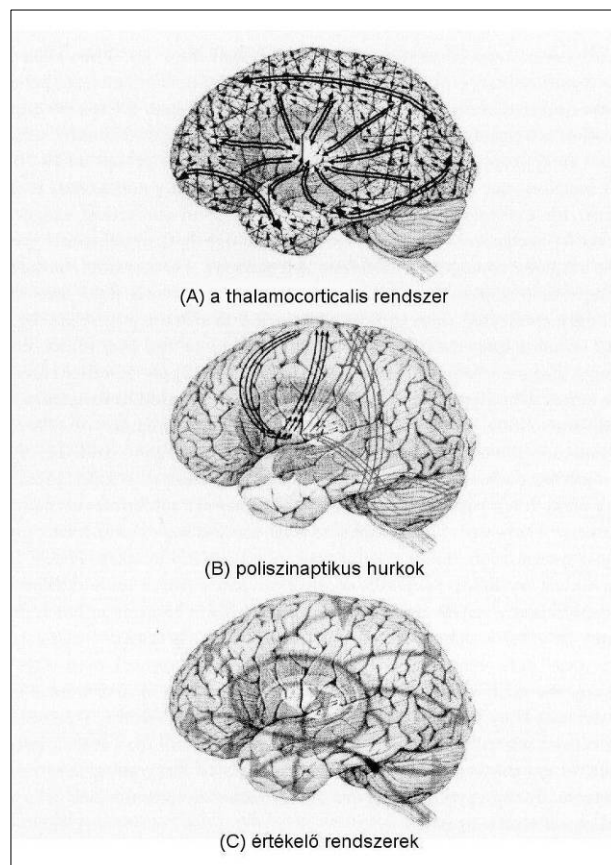 (A) a thalamocorticalis rendszer
(B) poliszinaptikus hurkok
(C) értékelő rendszerek